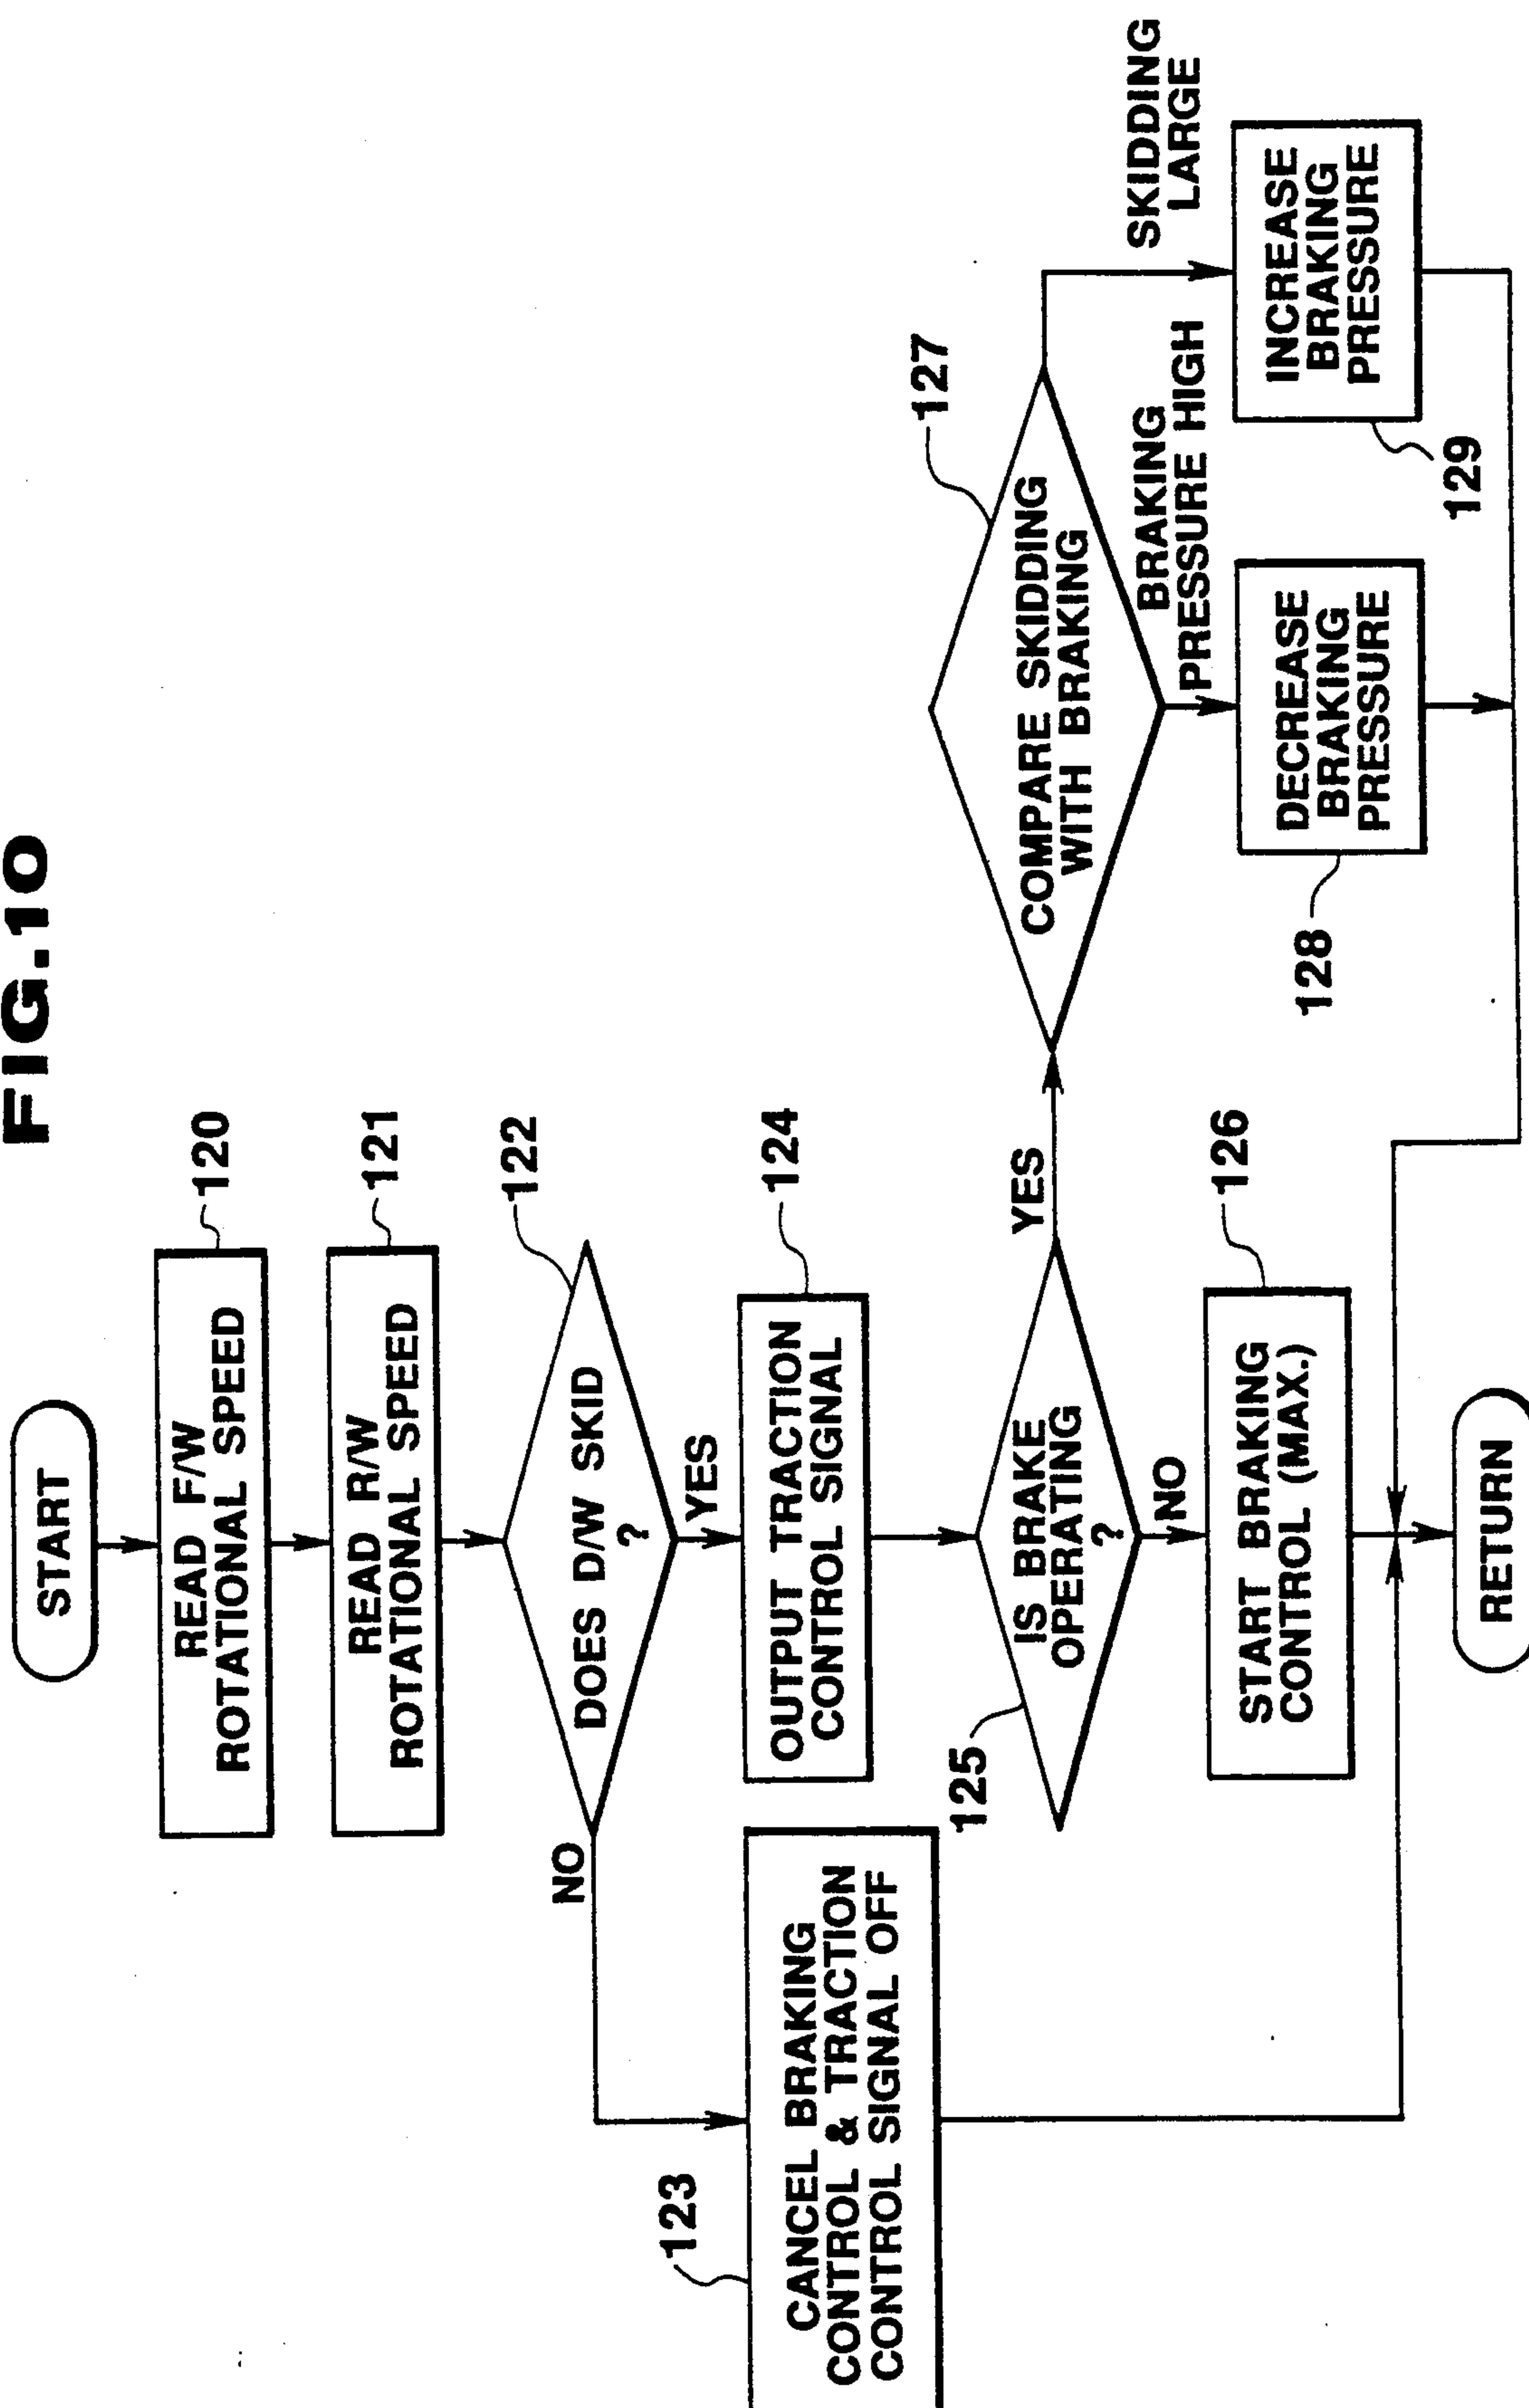 FIG.10
START
READ F/W
ROTATIONAL SPEED
120
READ R/W
ROTATIONAL SPEED
121
DOES D/W SKID
?
122
NO
YES
123
CANCEL BRAKING
CONTROL & TRACTION
CONTROL SIGNAL OFF
OUTPUT TRACTION
CONTROL SIGNAL
124
125
IS BRAKE
OPERATING
?
YES
NO
COMPARE SKIDDING
WITH BRAKING
127
BRAKING
PRESSURE HIGH
SKIDDING
LARGE
START BRAKING
CONTROL (MAX.)
126
128
DECREASE
BRAKING
PRESSURE
129
INCREASE
BRAKING
PRESSURE
RETURN